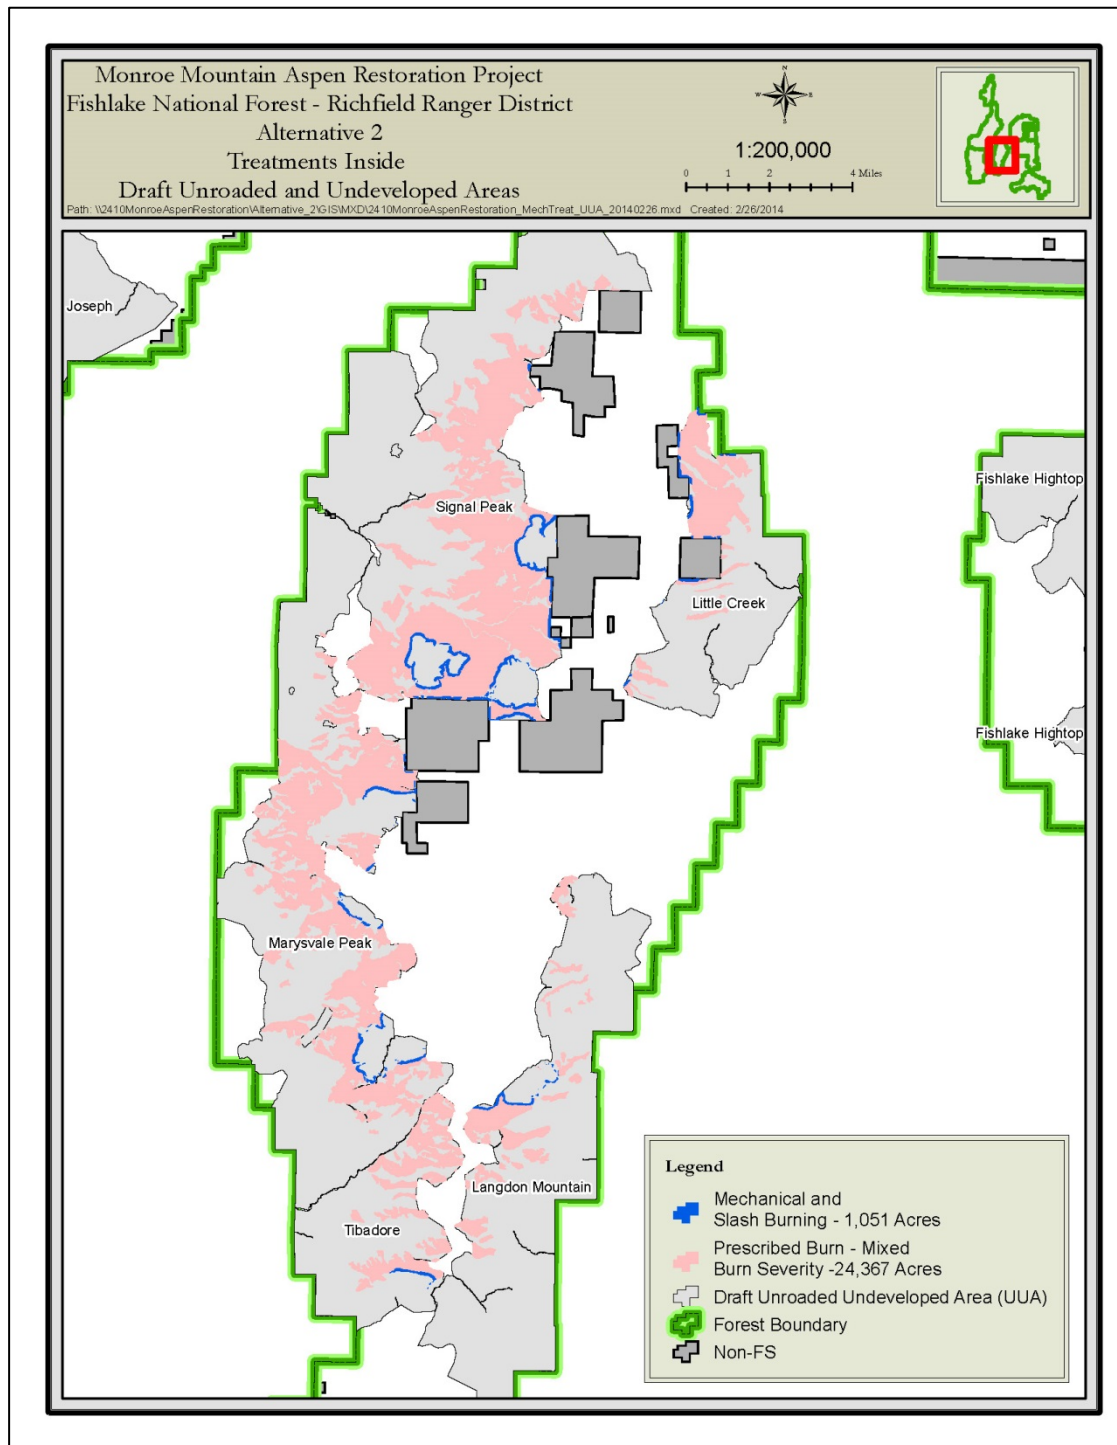 Monroe Mountain Aspen Restoration Project
Fishlake National Forest - Richfield Ranger District
Alternative 2
Treatments Inside
Draft Unroaded and Undeveloped Areas
Path: \\2410MonroeAspenRestoration\Alternative_2\GIS\MXD\2410MonroeAspenRestoration_MechTreat_UUA_20140226.mxd Created: 2/26/2014
N
W E
S
1:200,000
0 1 2 4 Miles
Joseph
Fishlake Hightop
Signal Peak
Little Creek
Fishlake Hightop
Marysvale Peak
Langdon Mountain
Tibadore
Legend
Mechanical and
Slash Burning - 1,051 Acres
Prescribed Burn - Mixed
Burn Severity -24,367 Acres
Draft Unroaded Undeveloped Area (UUA)
Forest Boundary
Non-FS